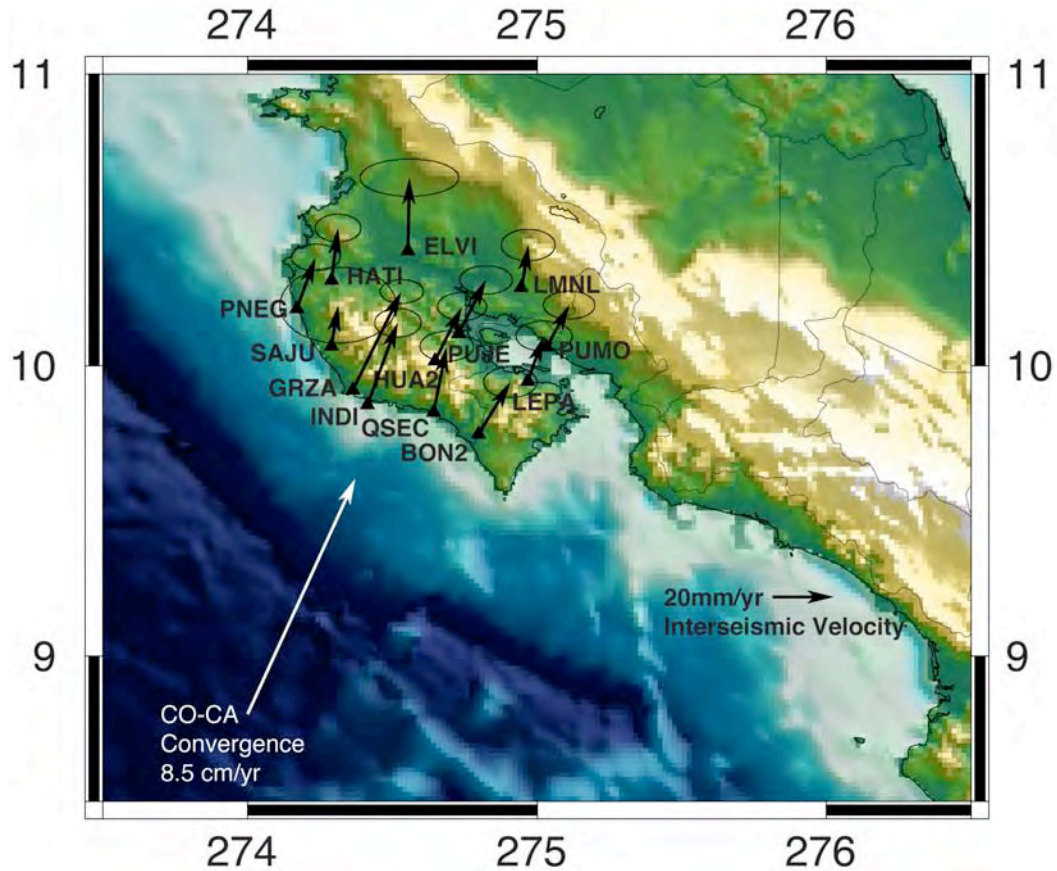 274 275 276
11 11
ELVI
HATI
LMNL
PNEG
SAJU
PUJE
PUMO
10 10
GRZA
HUA2
LEPA
INDI
QSEC
BON2
20mm/yr
Interseismic Velocity
9 9
CO-CA
Convergence
8.5 cm/yr
274 275 276